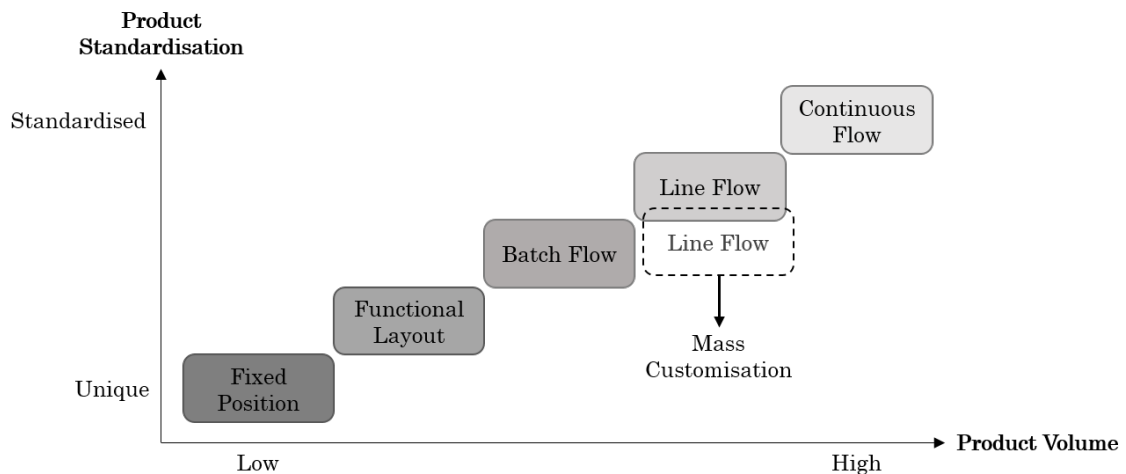 Product
Standardisation
Standardised
Continuous
Flow
Line Flow
Line Flow
Batch Flow
Functional
Layout
Mass
Customisation
Unique
Fixed
Position
Product Volume
Low
High